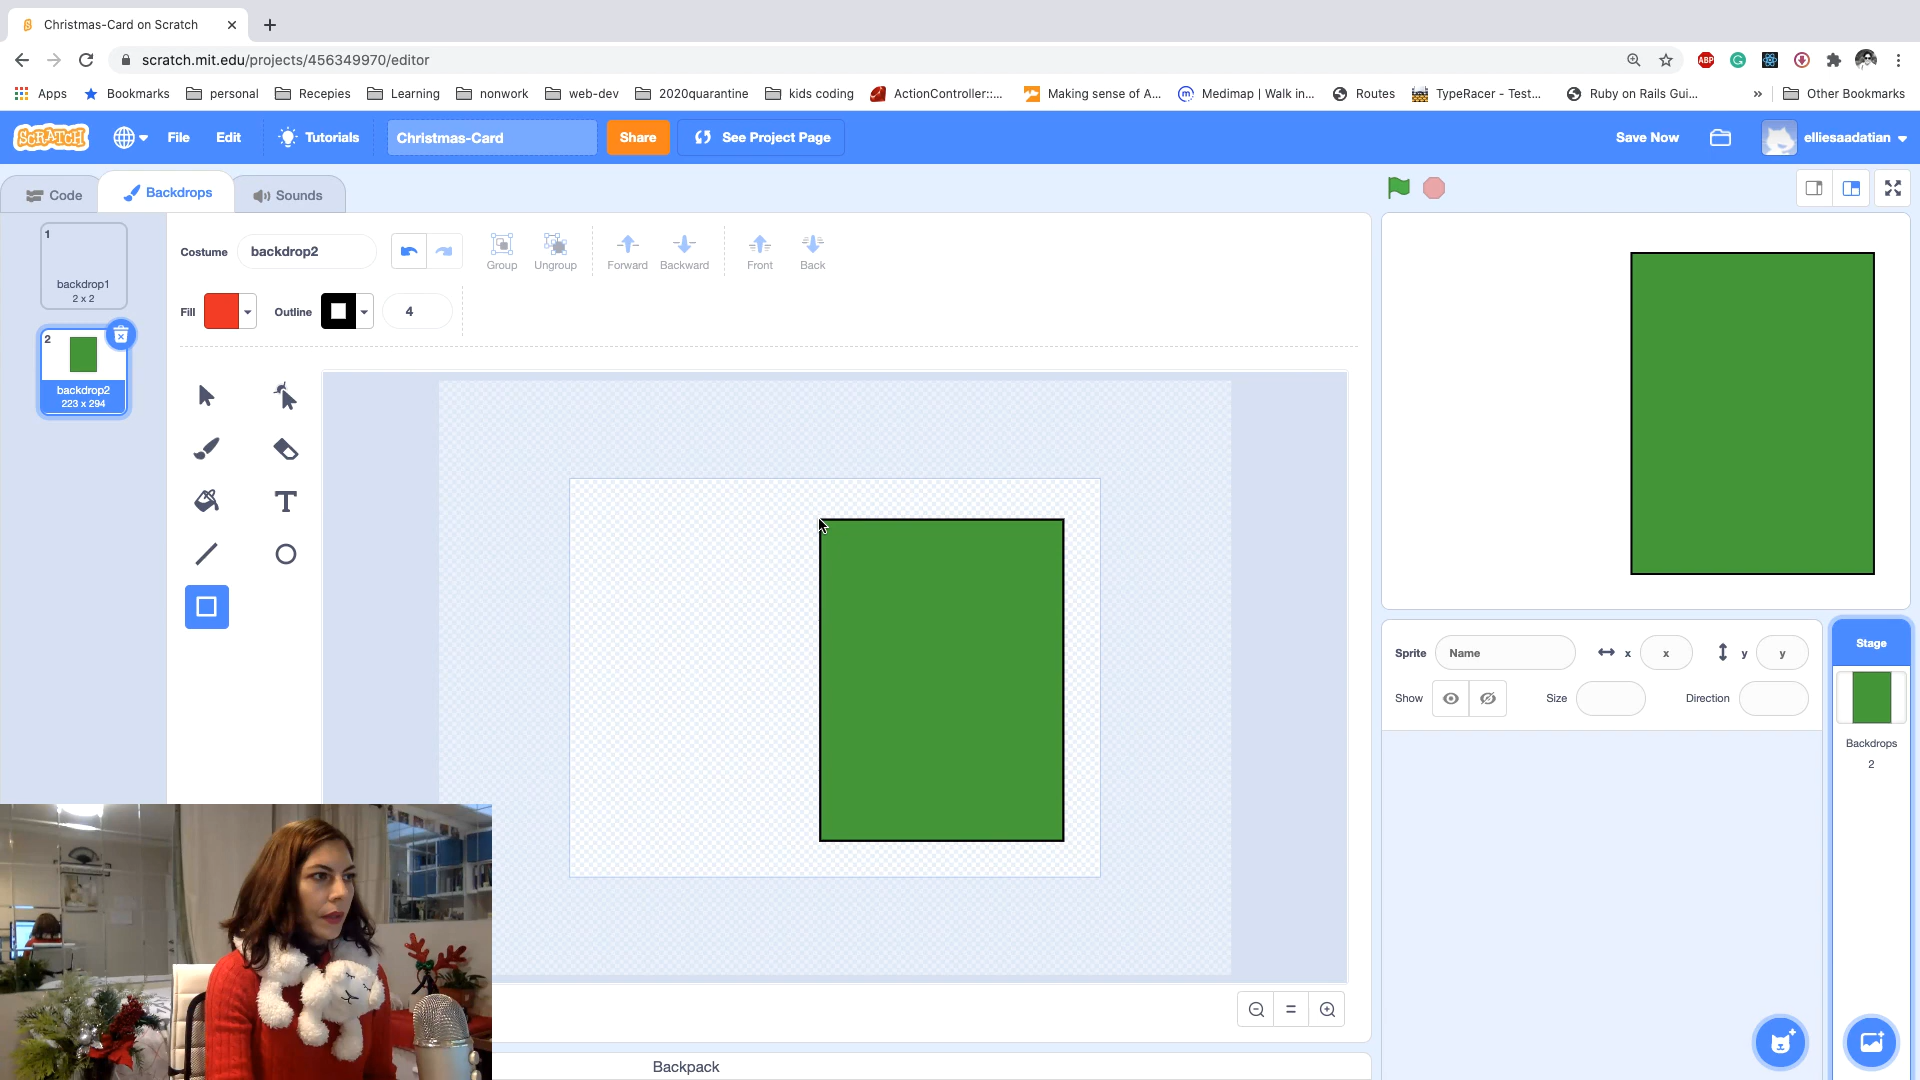 Christmas-Card on Scratch
scratch.mit.edu/projects/456349970/editor
ABP
Apps Bookmarks personal Recepies Learning nonwork web-dev 2020quarantine kids coding ActionController::... Making sense of A... Medimap | Walk in... Routes TypeRacer - Test... Ruby on Rails Gui... » Other Bookmarks
SCRATCH File Edit Tutorials Christmas-Card Share See Project Page Save Now elliesaadatian
Code Backdrops Sounds
1
backdrop1
2 x 2
2
backdrop2
223 x 294
Costume backdrop2 Group Ungroup Forward Backward Front Back
Fill Outline 4
Sprite Name x x y y
Show Size Direction
Stage
Backdrops
2
Backpack